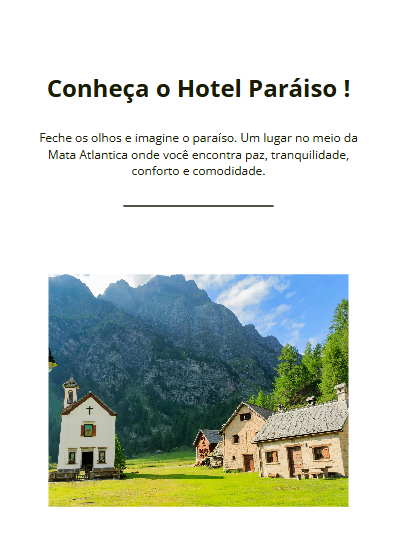 Conheça o Hotel Paráiso !
Feche os olhos e imagine o paraíso. Um lugar no meio da
Mata Atlantica onde você encontra paz, tranquilidade,
conforto e comodidade.